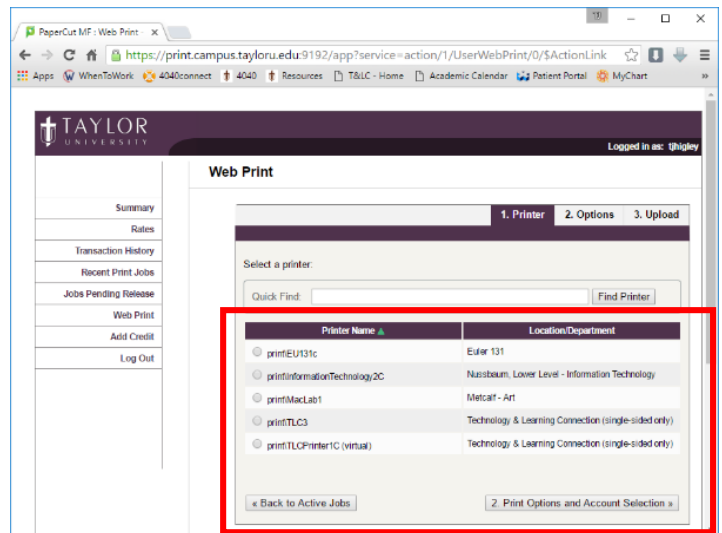 PaperCut MF : Web Print
https://print.campus.tayloru.edu:9192/app?service=action/1/UserWebPrint/0/$ActionLink
Apps WhenToWork 4040connect 4040 Resources T&LC - Home Academic Calendar Patient Portal MyChart »
TAYLOR
UNIVERSITY
Logged in as: tjhigley
Web Print
Summary
Rates
Transaction History
Recent Print Jobs
Jobs Pending Release
Web Print
Add Credit
Log Out
1. Printer 2. Options 3. Upload
Select a printer:
Quick Find: Find Printer
Printer Name ▲ Location/Department
print\EU131c Euler 131
print\InformationTechnology2C Nussbaum, Lower Level - Information Technology
print\MacLab1 Metcalf - Art
print\TLC3 Technology & Learning Connection (single-sided only)
print\TLCPrinter1C (virtual) Technology & Learning Connection (single-sided only)
« Back to Active Jobs 2. Print Options and Account Selection »